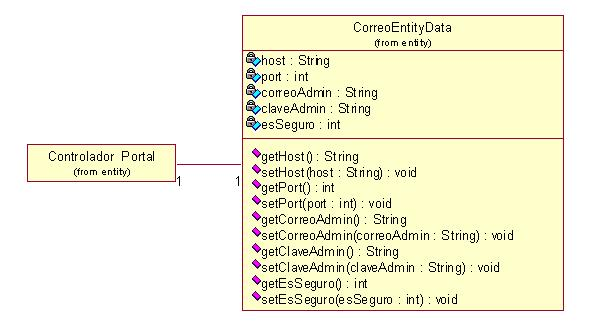 CorreoEntityData
(from entity)
host : String
port : int
correoAdmin : String
claveAdmin : String
esSeguro : int
Controlador Portal
(from entity)
1
1
getHost() : String
setHost(host : String) : void
getPort() : int
setPort(port : int) : void
getCorreoAdmin() : String
setCorreoAdmin(correoAdmin : String) : void
getClaveAdmin() : String
setClaveAdmin(claveAdmin : String) : void
getEsSeguro() : int
setEsSeguro(esSeguro : int) : void